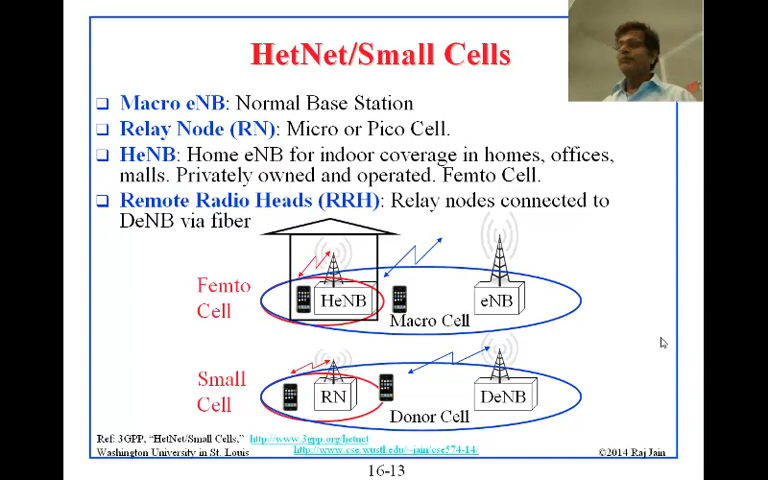 HetNet/Small Cells
Macro eNB: Normal Base Station
Relay Node (RN): Micro or Pico Cell.
HeNB: Home eNB for indoor coverage in homes, offices,
malls. Privately owned and operated. Femto Cell.
Remote Radio Heads (RRH): Relay nodes connected to
DeNB via fiber
Femto
Cell
HeNB
eNB
Macro Cell
Small
Cell
RN
DeNB
Donor Cell
Ref: 3GPP, "HetNet/Small Cells," http://www.3gpp.org/hetnet
Washington University in St. Louis http://www.cse.wustl.edu/~jain/cse574-14/ ©2014 Raj Jain
16-13